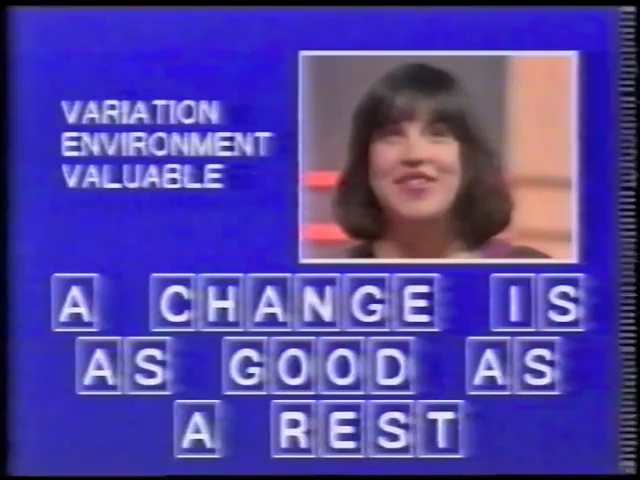 VARIATION
ENVIRONMENT
VALUABLE
A CHANGE IS
AS GOOD AS
A REST